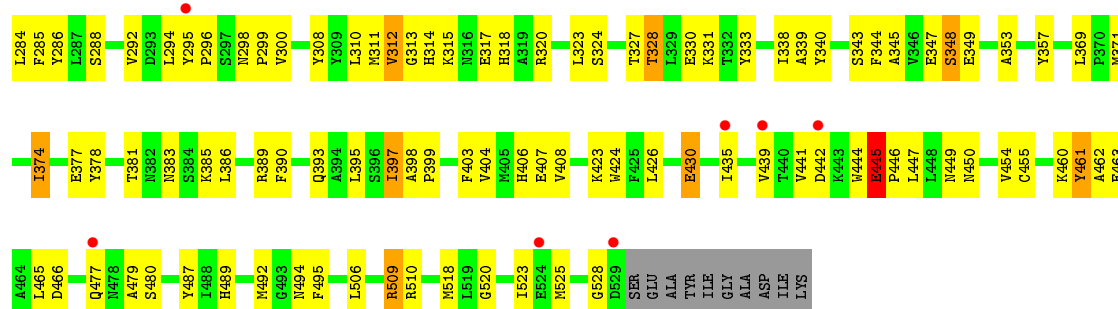 L284 F285 Y286 L287 S288 V292 D293 L294 Y295 P296 S297 N298 P299 V300 Y308 Y309 L310 M311 V312 G313 H314 K315 N316 E317 H318 A319 R320 L323 S324 T327 T328 L329 E330 K331 T332 Y333 I338 A339 Y340 S343 F344 A345 V346 E347 S348 E349 A353 Y357 L369 P370 M371
I374 E377 Y378 T381 N382 N383 S384 K385 L386 R389 F390 Q393 A394 L395 S396 I397 A398 P399 F403 V404 M405 H406 E407 V408 K423 W424 F425 L426 E430 I435 V439 T440 V441 D442 K443 W444 E445 P446 L447 L448 N449 N450 V454 C455 K460 Y461 A462
A464 L465 D466 Q477 N478 A479 S480 Y487 I488 H489 M492 G493 N494 F495 L506 R509 R510 M518 L519 G520 I523 E524 M525 G528 D529 SER GLU ALA TYR ILE GLY ALA ASP ILE LYS